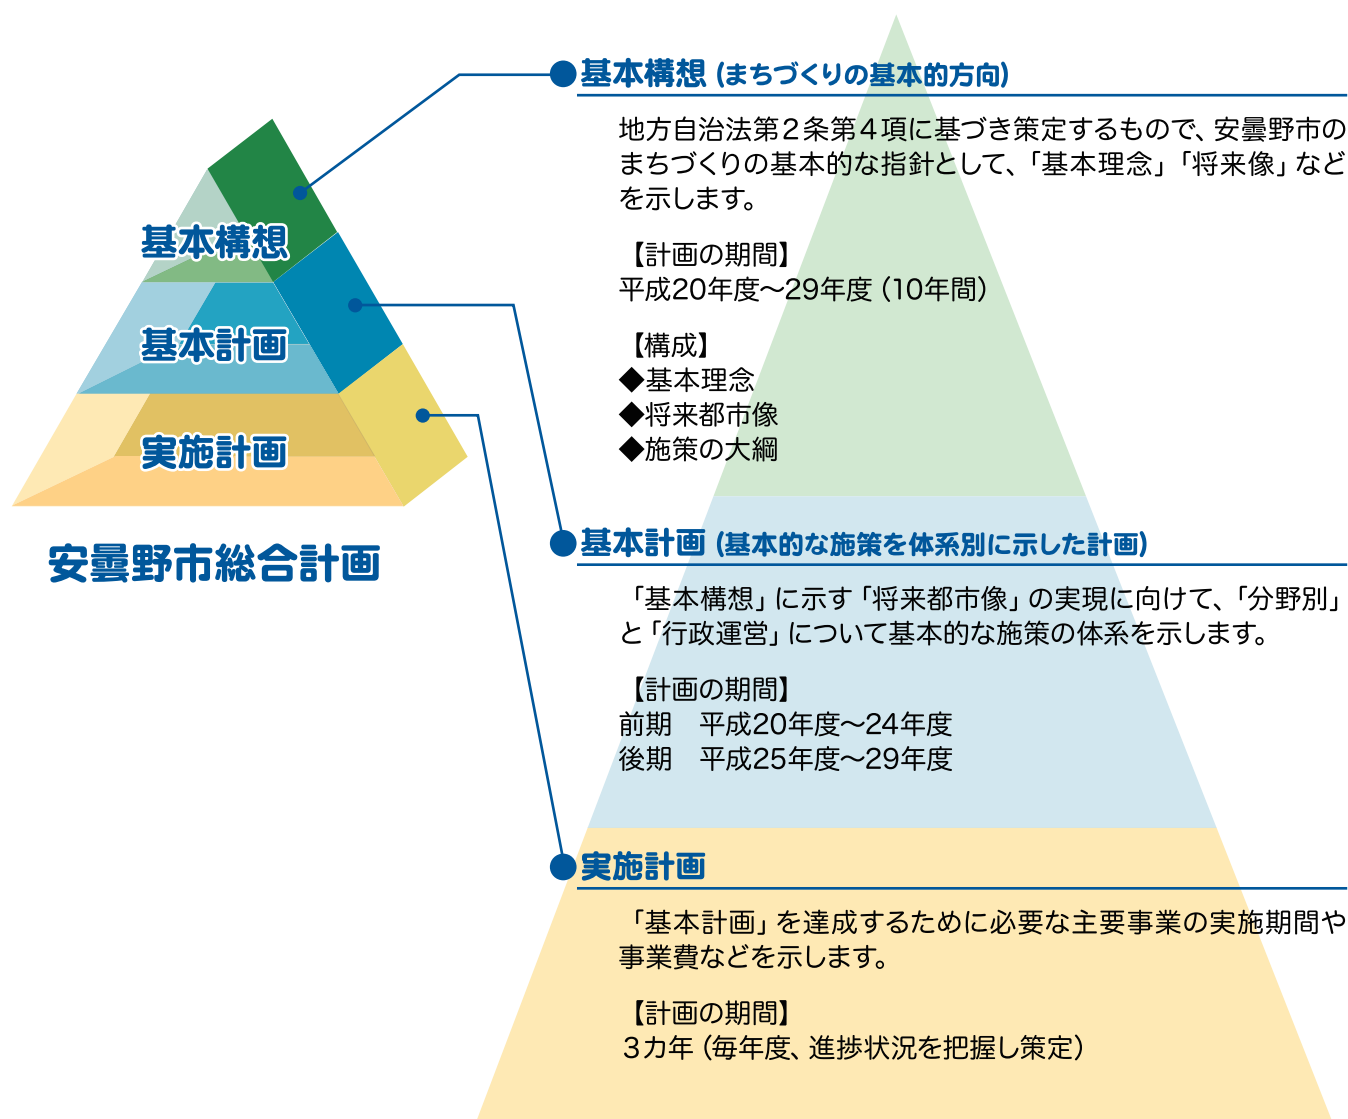 基本構想
基本計画
実施計画
安曇野市総合計画
基本構想（まちづくりの基本的方向）
地方自治法第２条第４項に基づき策定するもので、安曇野市の
まちづくりの基本的な指針として、「基本理念」「将来像」など
を示します。
【計画の期間】
平成20年度～29年度（10年間）
【構成】
◆基本理念
◆将来都市像
◆施策の大綱
基本計画（基本的な施策を体系別に示した計画）
「基本構想」に示す「将来都市像」の実現に向けて、「分野別」
と「行政運営」について基本的な施策の体系を示します。
【計画の期間】
前期　平成20年度～24年度
後期　平成25年度～29年度
実施計画
「基本計画」を達成するために必要な主要事業の実施期間や
事業費などを示します。
【計画の期間】
３カ年（毎年度、進捗状況を把握し策定）